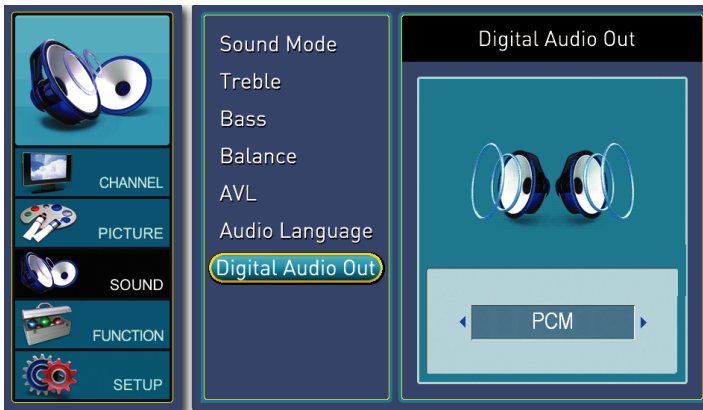 CHANNEL
PICTURE
SOUND
FUNCTION
SETUP
Sound Mode
Treble
Bass
Balance
AVL
Audio Language
Digital Audio Out
Digital Audio Out
PCM